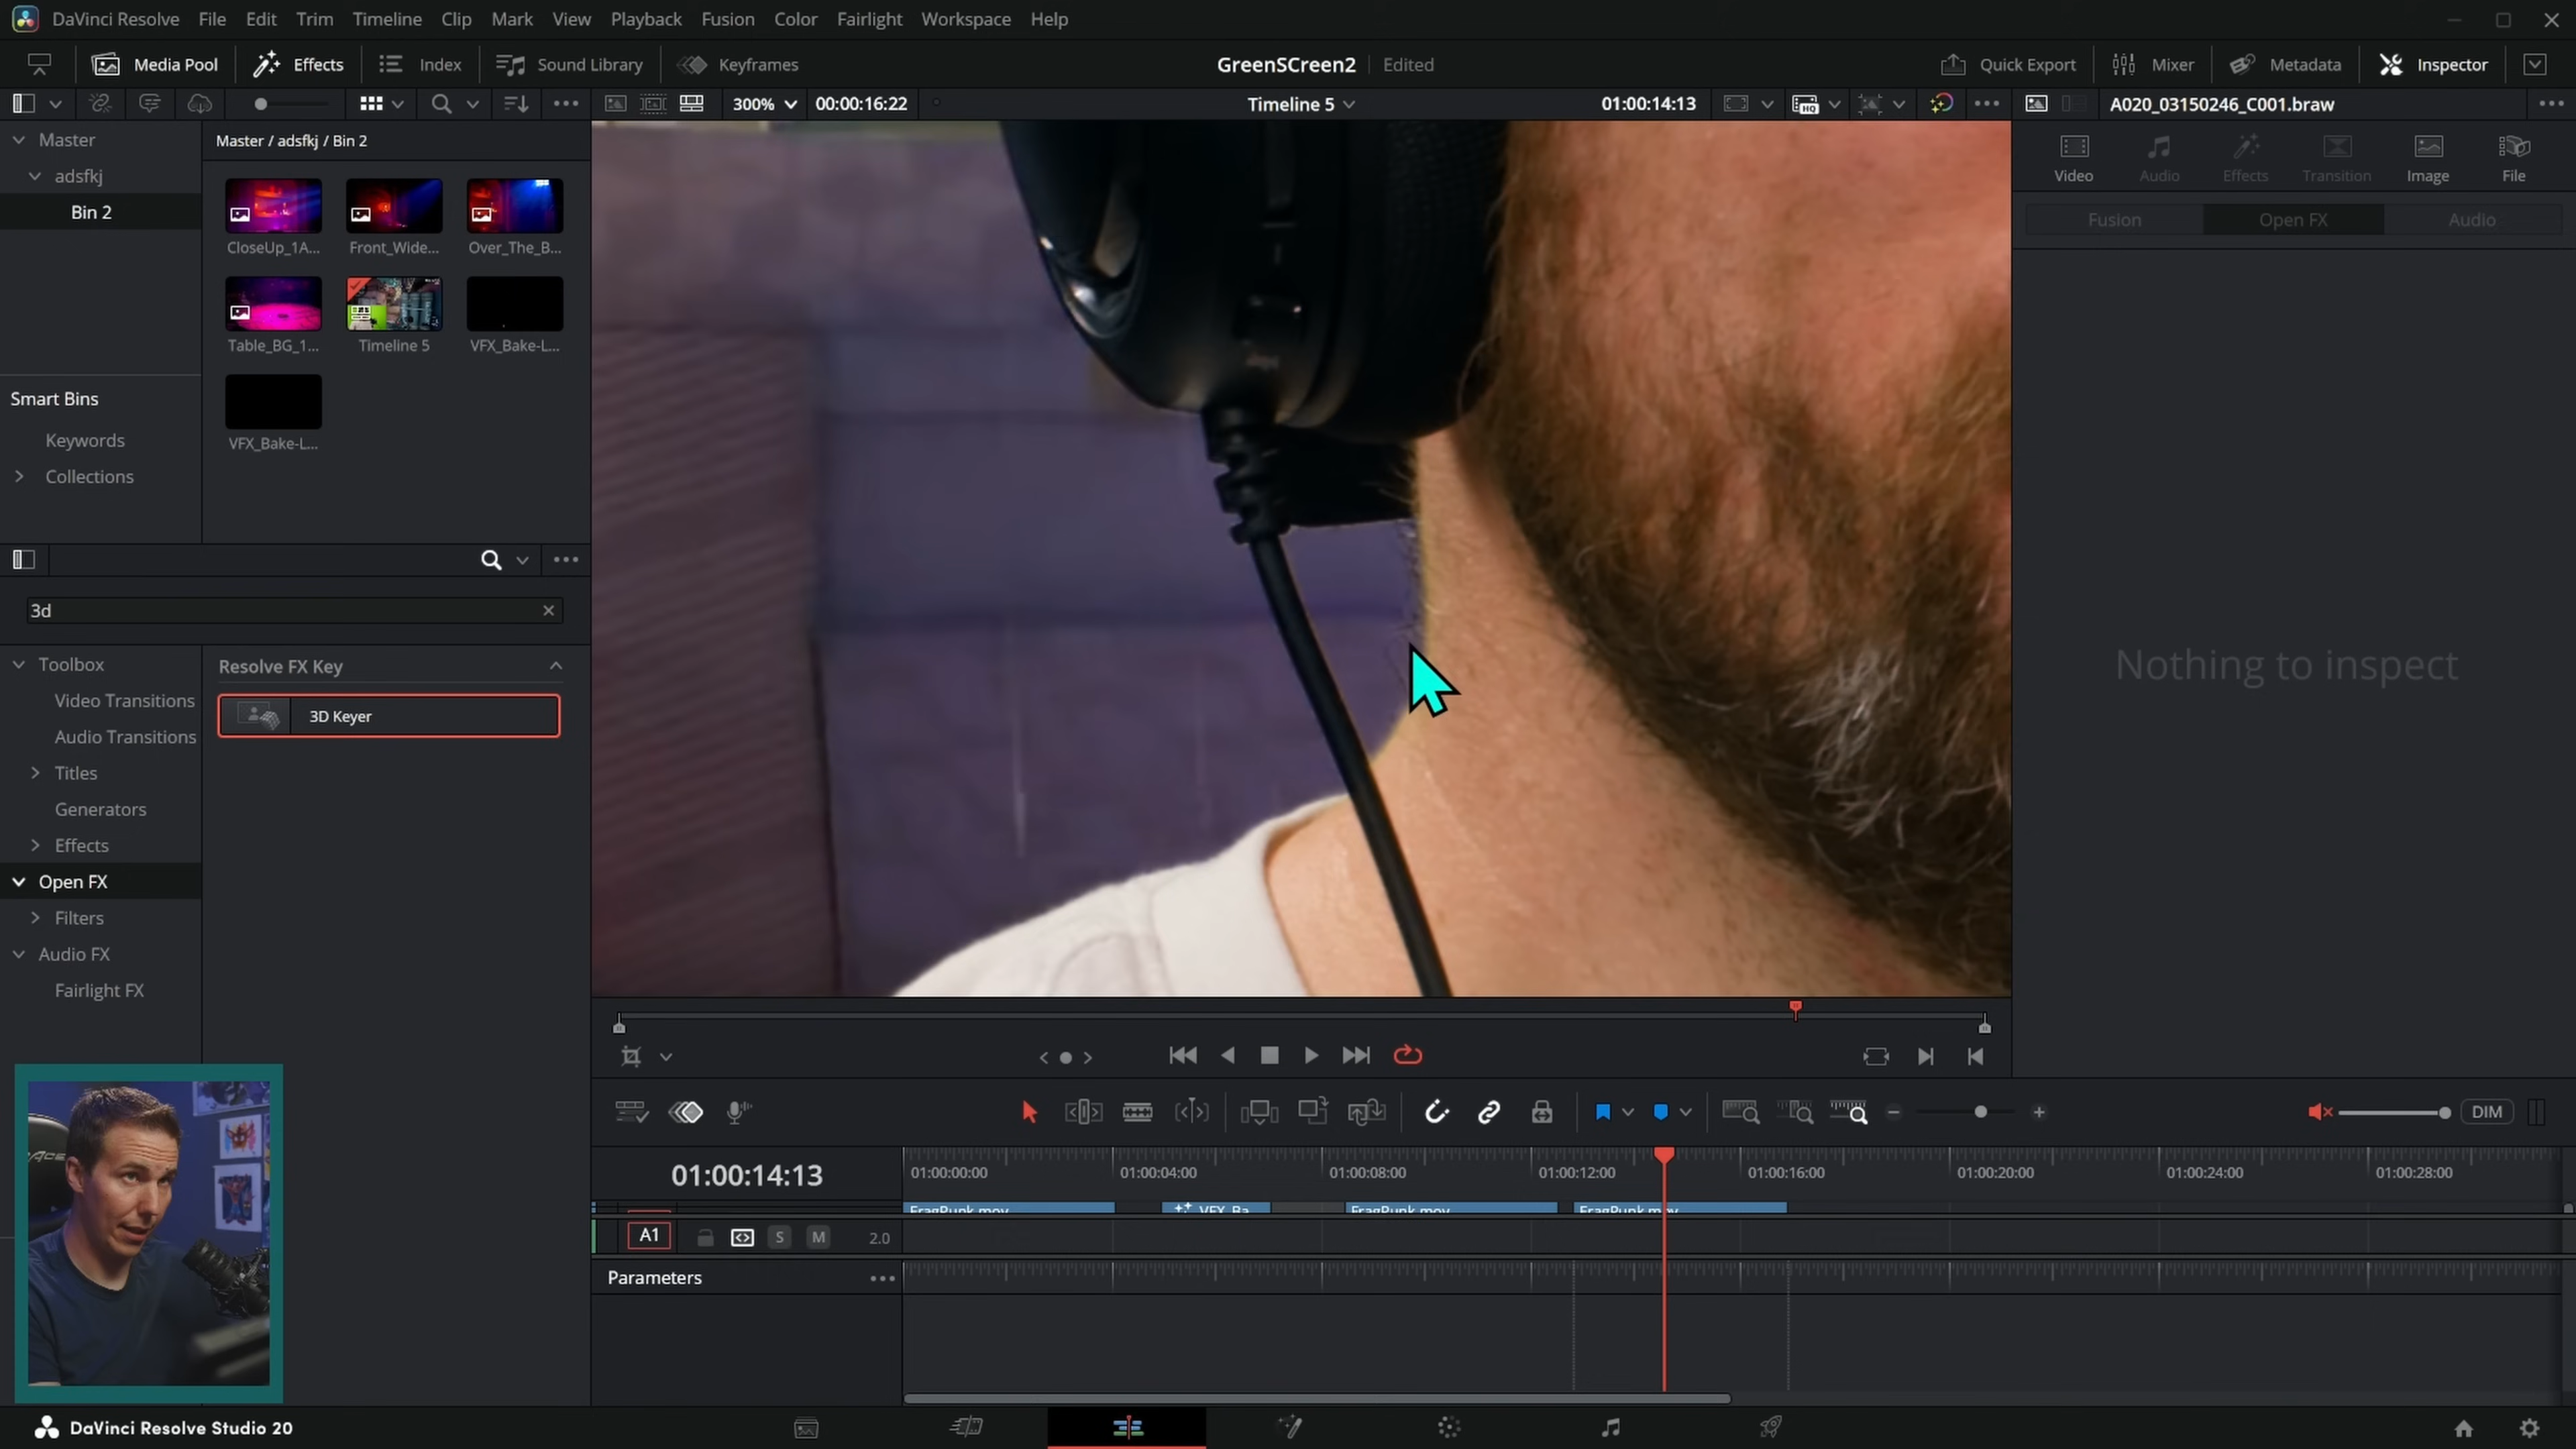 DaVinci Resolve File Edit Trim Timeline Clip Mark View Playback Fusion Color Fairlight Workspace Help
Media Pool Effects Index Sound Library Keyframes GreenSCreen2 Edited Quick Export Mixer Metadata Inspector
300% 00:00:16:22 Timeline 5 01:00:14:13 HQ A020_03150246_C001.braw
Master
adsfkj
Bin 2
Master / adsfkj / Bin 2
CloseUp_1A... Front_Wide... Over_The_B...
Table_BG_1... Timeline 5 VFX_Bake-L...
VFX_Bake-L...
Smart Bins
Keywords
Collections
Video Audio Effects Transition Image File
Fusion Open FX Audio
Nothing to inspect
3d
Toolbox
Video Transitions
Audio Transitions
Titles
Generators
Effects
Open FX
Filters
Audio FX
Fairlight FX
Resolve FX Key
3D Keyer
DIM
01:00:14:13
01:00:00:00 01:00:04:00 01:00:08:00 01:00:12:00 01:00:16:00 01:00:20:00 01:00:24:00 01:00:28:00
FragPunk.mov VFX_Ba... FragPunk.mov FragPunk.mov
A1 S M 2.0
Parameters
DaVinci Resolve Studio 20